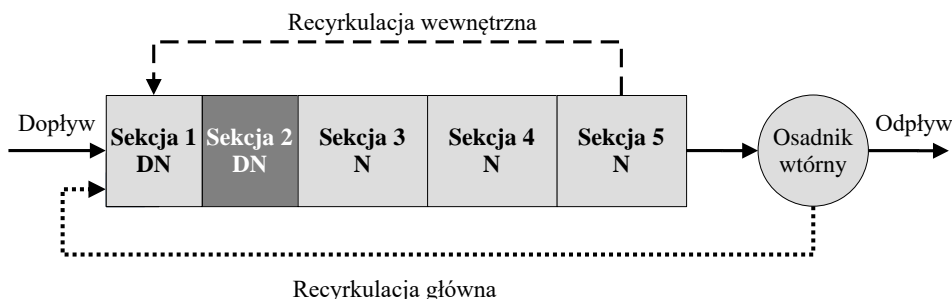 Recyrkulacja wewnętrzna
Dopływ
Sekcja 1
DN
Sekcja 2
DN
Sekcja 3
N
Sekcja 4
N
Sekcja 5
N
Osadnik
wtórny
Odpływ
Recyrkulacja główna